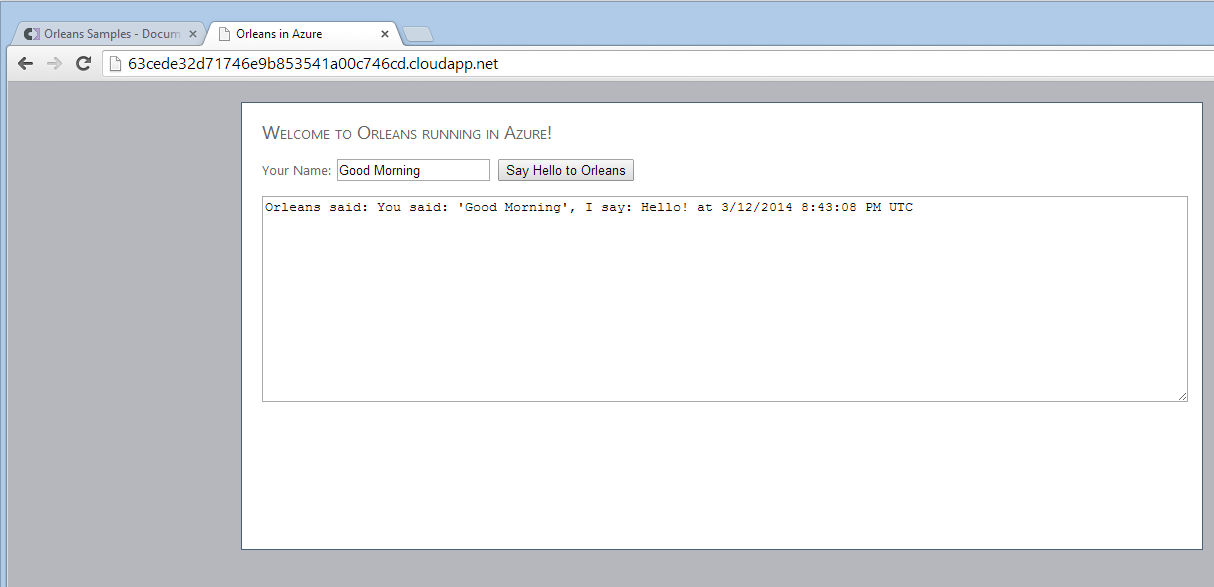 Orleans Samples - Docum
Orleans in Azure
63cede32d71746e9b853541a00c746cd.cloudapp.net
Welcome to Orleans running in Azure!
Your Name: Good Morning Say Hello to Orleans
Orleans said: You said: 'Good Morning', I say: Hello! at 3/12/2014 8:43:08 PM UTC